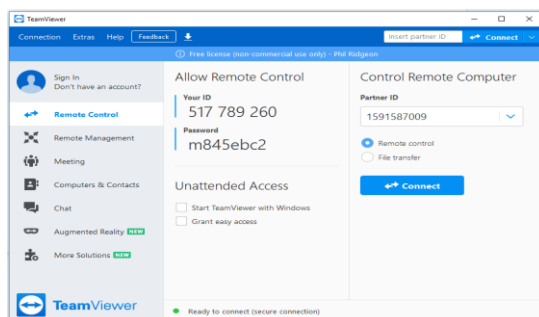 TeamViewer
Connection Extras Help Feedback
Insert partner ID Connect
Free license (non-commercial use only) - Phil Ridgeon
Sign In
Don't have an account?
Remote Control
Remote Management
Meeting
Computers & Contacts
Chat
Augmented Reality NEW
More Solutions NEW
TeamViewer
Allow Remote Control
Your ID
517 789 260
Password
m845ebc2
Unattended Access
Start TeamViewer with Windows
Grant easy access
Control Remote Computer
Partner ID
1591587009
Remote control
File transfer
Connect
Ready to connect (secure connection)